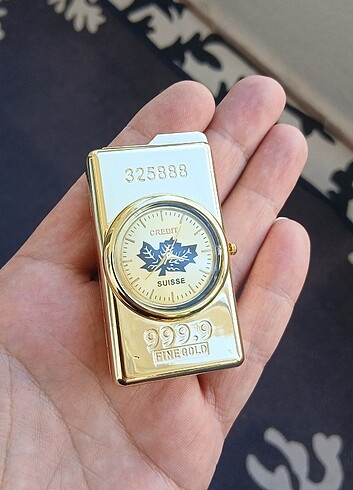 325888
CREDIT
SUISSE
999.9
FINE GOLD